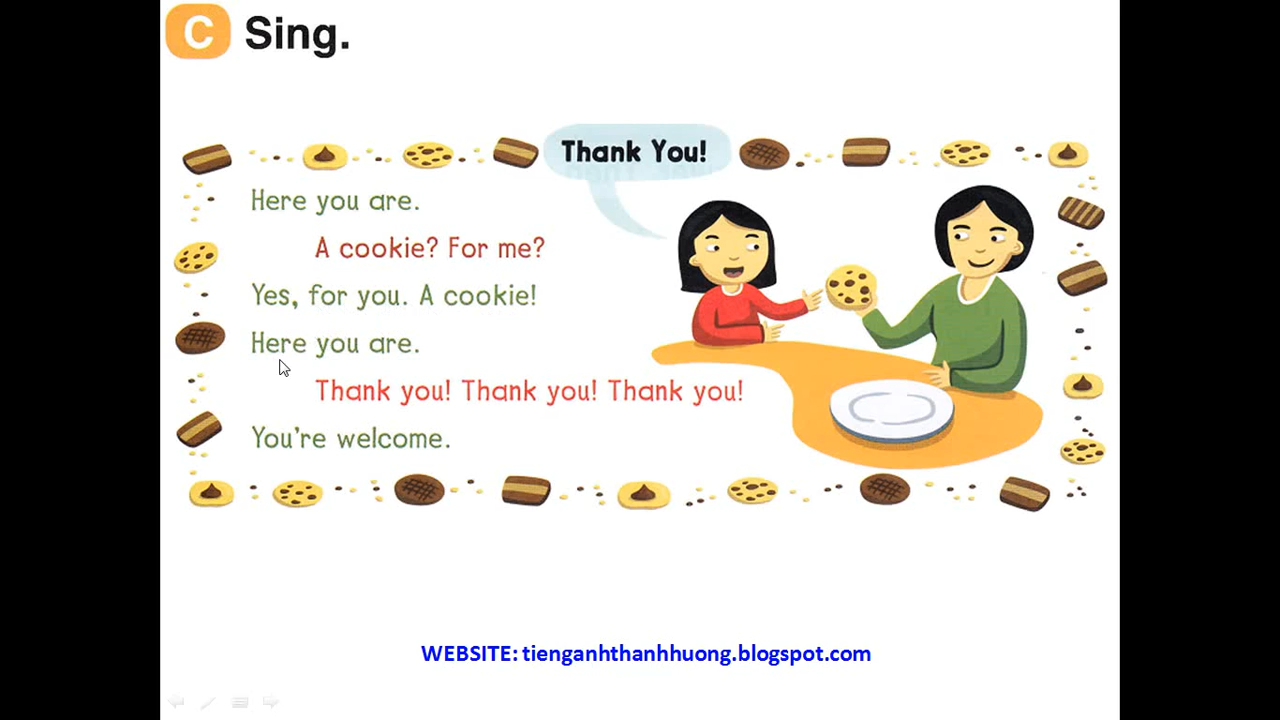 C Sing.
Thank You!
Here you are.
A cookie? For me?
Yes, for you. A cookie!
Here you are.
Thank you! Thank you! Thank you!
You're welcome.
WEBSITE: tienganhthanhhuong.blogspot.com